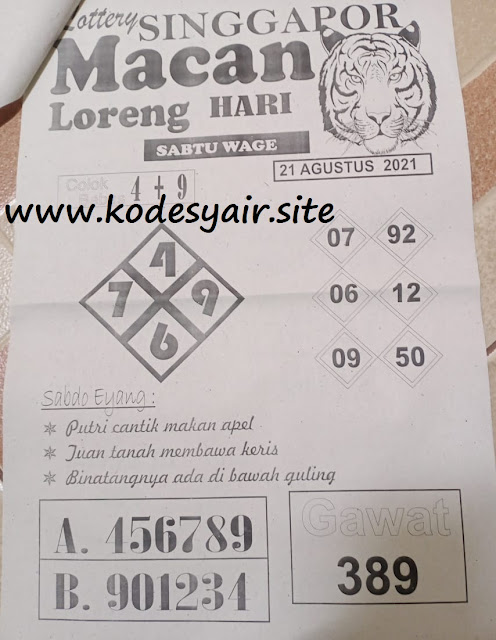 Lottery SINGGAPOR
Macan
Loreng HARI
SABTU WAGE
21 AGUSTUS 2021
Colok
4 + 9
www.kodesyair.site
4
7 9
6
07 92
06 12
09 50
Sabdo Eyang :
Putri cantik makan apel
Tuan tanah membawa keris
Binatangnya ada di bawah guling
A. 456789
B. 901234
Gawat
389